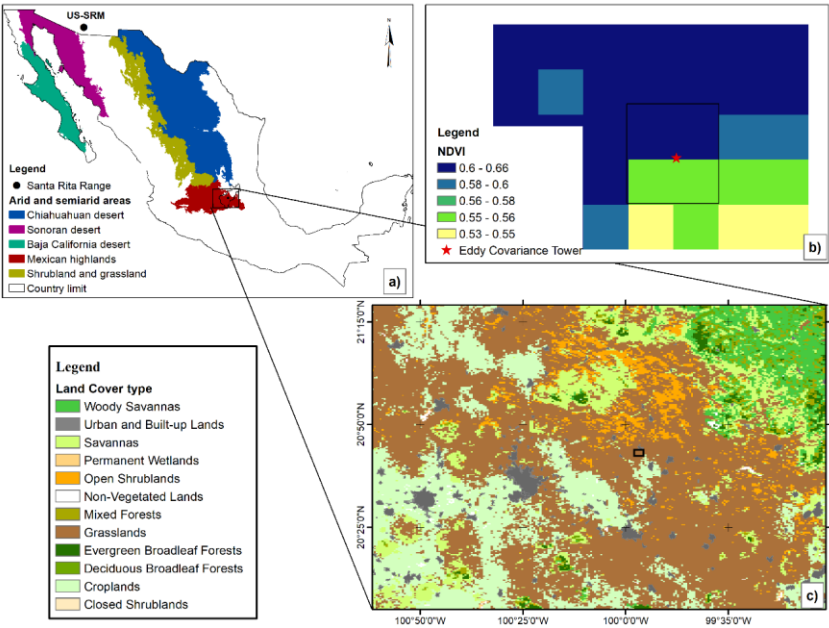 US-SRM
N
Legend
Santa Rita Range
Arid and semiarid areas
Chiahuahuan desert
Sonoran desert
Baja California desert
Mexican highlands
Shrubland and grassland
Country limit
a)
Legend
NDVI
0.6 - 0.66
0.58 - 0.6
0.56 - 0.58
0.55 - 0.56
0.53 - 0.55
Eddy Covariance Tower
b)
Legend
Land Cover type
Woody Savannas
Urban and Built-up Lands
Savannas
Permanent Wetlands
Open Shrublands
Non-Vegetated Lands
Mixed Forests
Grasslands
Evergreen Broadleaf Forests
Deciduous Broadleaf Forests
Croplands
Closed Shrublands
21°15'0"N
20°50'0"N
20°25'0"N
c)
100°50'0"W 100°25'0"W 100°0'0"W 99°35'0"W